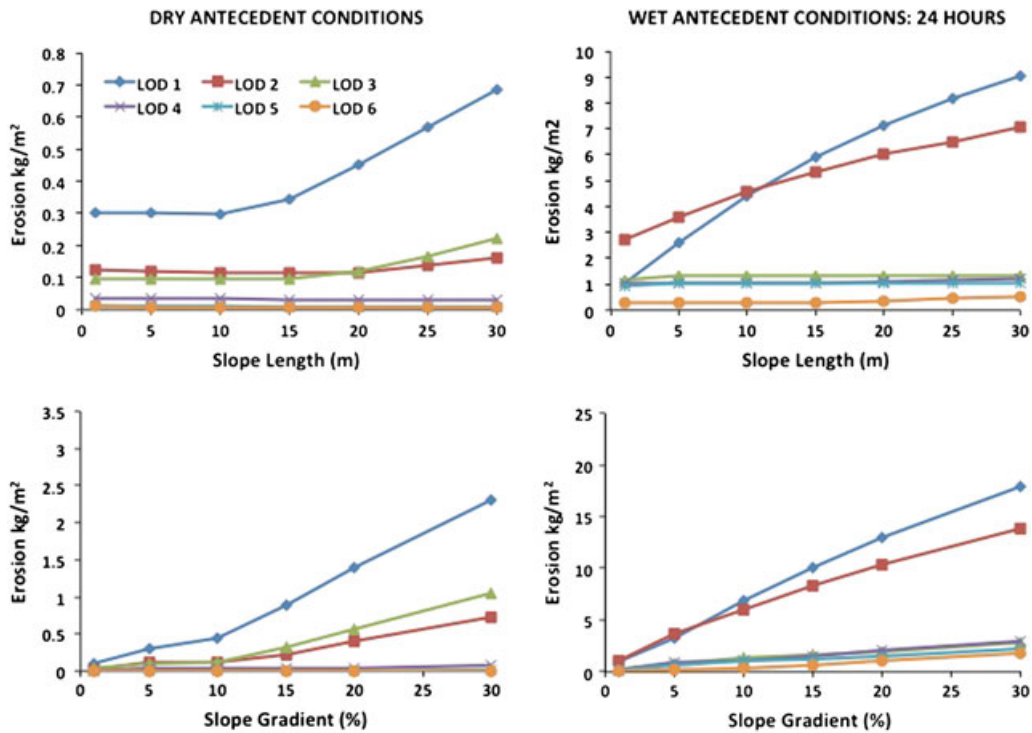 DRY ANTECEDENT CONDITIONS
WET ANTECEDENT CONDITIONS: 24 HOURS
0.8
0.7
0.6
0.5
0.4
0.3
0.2
0.1
0
Erosion kg/m²
LOD 1 LOD 2 LOD 3
LOD 4 LOD 5 LOD 6
0 5 10 15 20 25 30
Slope Length (m)
10
9
8
7
6
5
4
3
2
1
0
Erosion kg/m2
0 5 10 15 20 25 30
Slope Length (m)
3.5
3
2.5
2
1.5
1
0.5
0
Erosion kg/m²
0 5 10 15 20 25 30
Slope Gradient (%)
25
20
15
10
5
0
Erosion kg/m²
0 5 10 15 20 25 30
Slope Gradient (%)